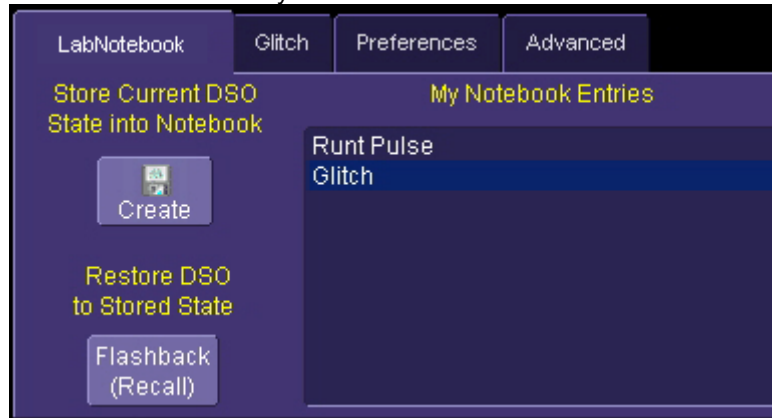 LabNotebook Glitch Preferences Advanced
Store Current DSO
State into Notebook
My Notebook Entries
Create
Runt Pulse
Glitch
Restore DSO
to Stored State
Flashback
(Recall)